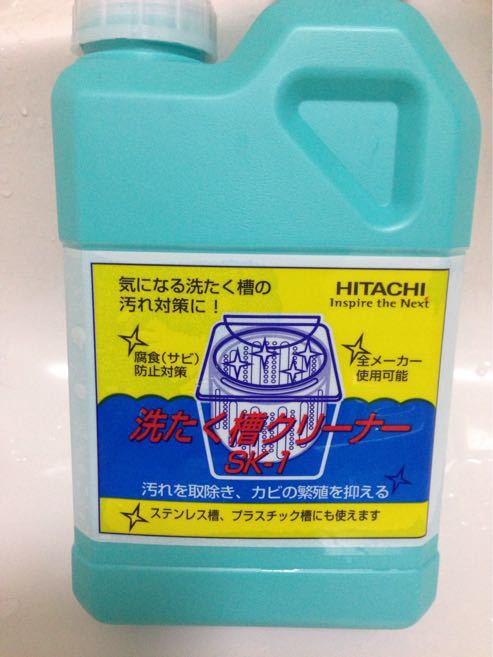 気になる洗たく槽の
汚れ対策に！
HITACHI
Inspire the Next
腐食(サビ)
防止対策
全メーカー
使用可能
洗たく槽クリーナー
SK-1
汚れを取除き、カビの繁殖を抑える
ステンレス槽、プラスチック槽にも使えます